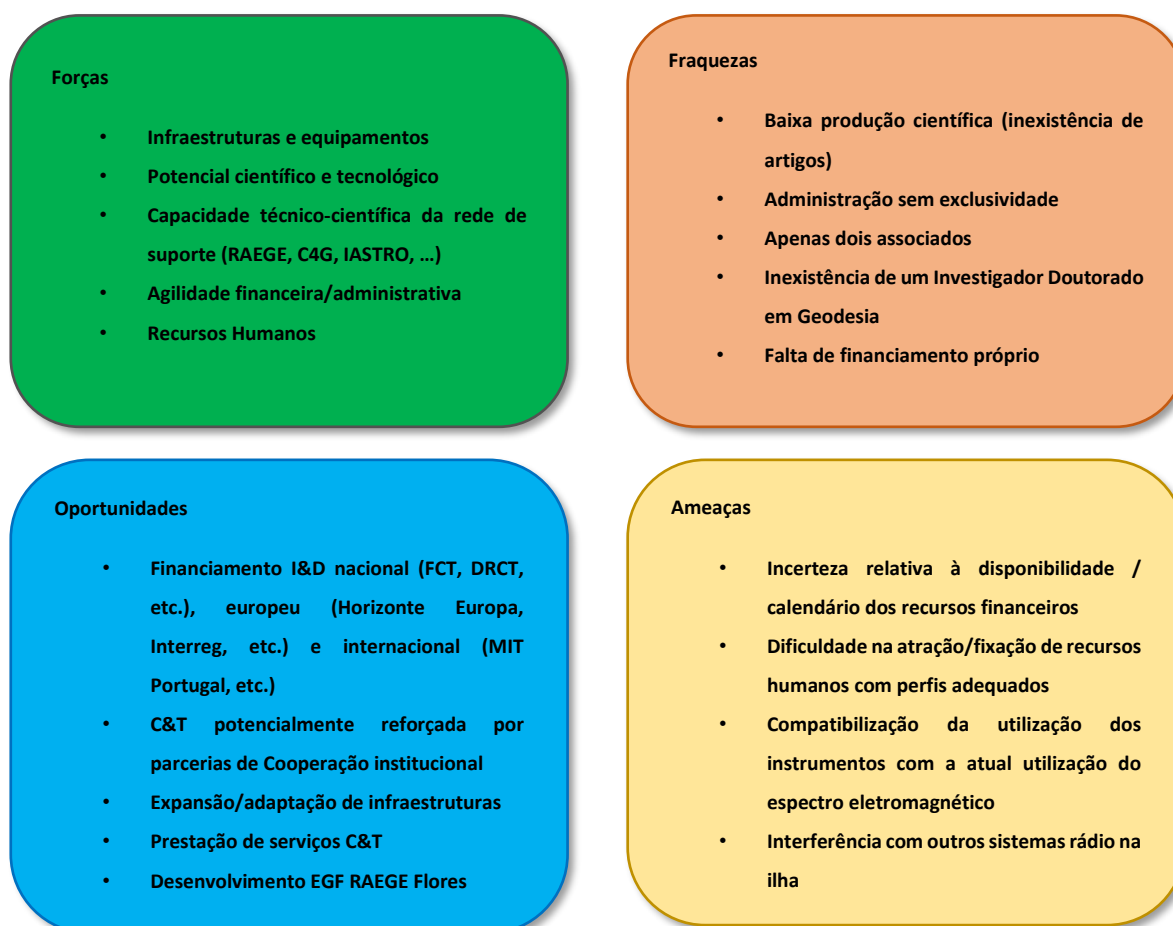 Forças
• Infraestruturas e equipamentos
• Potencial científico e tecnológico
• Capacidade técnico-científica da rede de
suporte (RAEGE, C4G, IASTRO, ...)
• Agilidade financeira/administrativa
• Recursos Humanos
Fraquezas
• Baixa produção científica (inexistência de
artigos)
• Administração sem exclusividade
• Apenas dois associados
• Inexistência de um Investigador Doutorado
em Geodesia
• Falta de financiamento próprio
Oportunidades
• Financiamento I&D nacional (FCT, DRCT,
etc.), europeu (Horizonte Europa,
Interreg, etc.) e internacional (MIT
Portugal, etc.)
• C&T potencialmente reforçada por
parcerias de Cooperação institucional
• Expansão/adaptação de infraestruturas
• Prestação de serviços C&T
• Desenvolvimento EGF RAEGE Flores
Ameaças
• Incerteza relativa à disponibilidade /
calendário dos recursos financeiros
• Dificuldade na atração/fixação de recursos
humanos com perfis adequados
• Compatibilização da utilização dos
instrumentos com a atual utilização do
espectro eletromagnético
• Interferência com outros sistemas rádio na
ilha